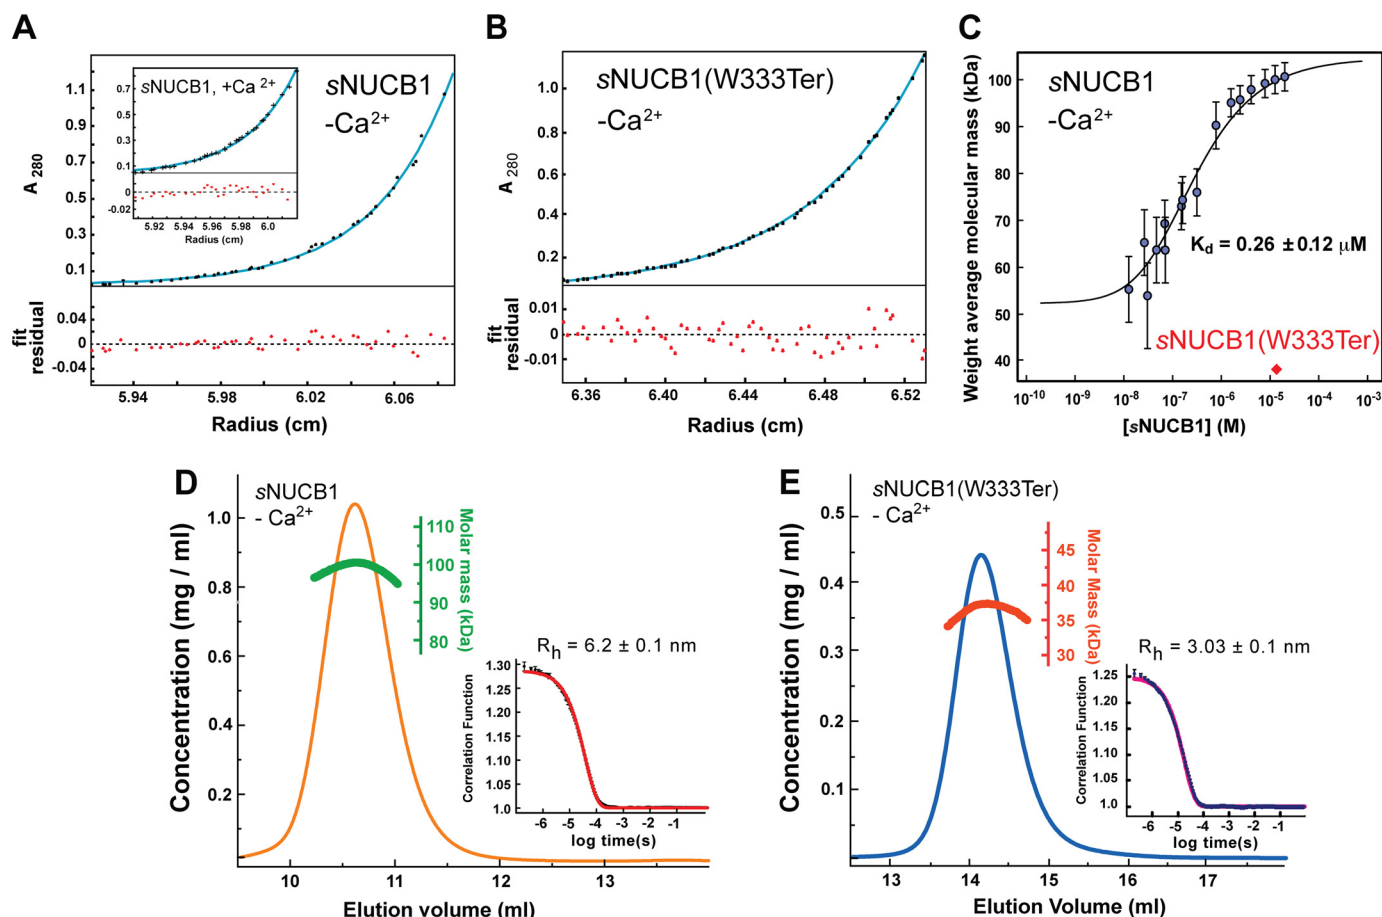 A
sNUCB1
-Ca2+
sNUCB1, +Ca 2+
0.7
0.5
0.3
0.1
0
-0.02
5.92 5.94 5.96 5.98 6.0
Radius (cm)
A 280
1.1
0.9
0.7
0.5
0.3
0.1
fit
residual
0.04
0
-0.04
5.94 5.98 6.02 6.06
Radius (cm)
B
sNUCB1(W333Ter)
-Ca2+
A 280
1.0
0.8
0.6
0.4
0.2
fit
residual
0.01
0
-0.01
6.36 6.40 6.44 6.48 6.52
Radius (cm)
C
sNUCB1
-Ca2+
Weight average molecular mass (kDa)
100
90
80
70
60
50
40
Kd = 0.26 ± 0.12 μM
sNUCB1(W333Ter)
10-10 10-9 10-8 10-7 10-6 10-5 10-4 10-3
[sNUCB1] (M)
D
sNUCB1
- Ca2+
Concentration (mg / ml)
1.0
0.8
0.6
0.4
0.2
Molar mass (kDa)
110
100
90
80
Rh = 6.2 ± 0.1 nm
Correlation Function
1.30
1.25
1.20
1.15
1.10
1.05
1.0
-6 -5 -4 -3 -2 -1
log time(s)
10 11 12 13
Elution volume (ml)
E
sNUCB1(W333Ter)
- Ca2+
Concentration (mg / ml)
0.5
0.4
0.3
0.2
0.1
0.0
Molar Mass (kDa)
45
40
35
30
Rh = 3.03 ± 0.1 nm
Correlation Function
1.25
1.20
1.15
1.10
1.05
1.0
-6 -5 -4 -3 -2 -1
log time(s)
13 14 15 16 17
Elution Volume (ml)